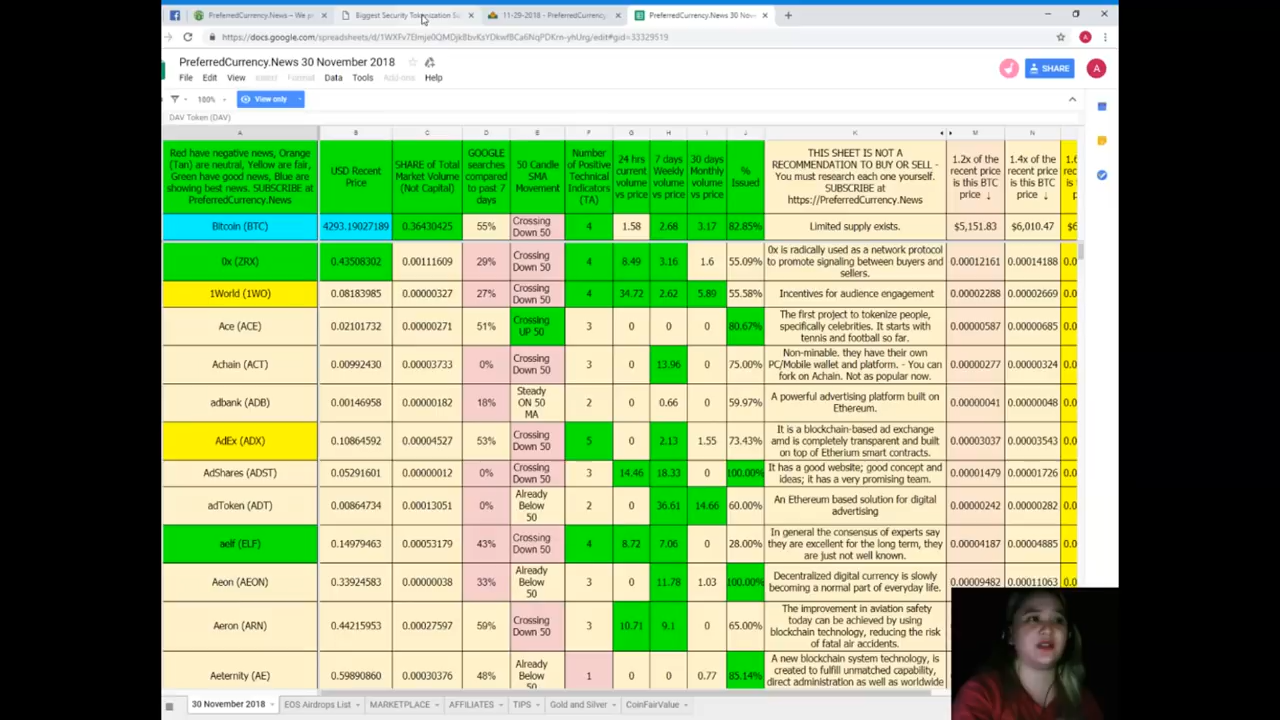 PreferredCurrency.News – We pr
Biggest Security Tokenization Su
11-29-2018 - PreferredCurrency.
PreferredCurrency.News 30 Nov
PreferredCurrency.News 30 November 2018
File Edit View Insert Format Data Tools Add-ons Help
SHARE
A
100%
View only
DAV Token (DAV)
A B C D E F G H I J K M N
Red have negative news, Orange (Tan) are neutral, Yellow are fair, Green have good news, Blue are showing best news. SUBSCRIBE at PreferredCurrency.News
USD Recent Price
SHARE of Total Market Volume (Not Capital)
GOOGLE searches compared to past 7 days
50 Candle SMA Movement
Number of Positive Technical Indicators (TA)
24 hrs current volume vs price
7 days Weekly volume vs price
30 days Monthly volume vs price
% Issued
THIS SHEET IS NOT A RECOMMENDATION TO BUY OR SELL - You must research each one yourself. SUBSCRIBE at https://PreferredCurrency.News
1.2x of the recent price is this BTC price ↓
1.4x of the recent price is this BTC price ↓
Bitcoin (BTC) 4293.19027189 0.36430425 55% Crossing Down 50 4 1.58 2.68 3.17 82.85% Limited supply exists. $5,151.83 $6,010.47
0x (ZRX) 0.43508302 0.00111609 29% Crossing Down 50 4 8.49 3.16 1.6 55.09% 0x is radically used as a network protocol to promote signaling between buyers and sellers. 0.00012161 0.00014188
1World (1WO) 0.08183985 0.00000327 27% Crossing Down 50 4 34.72 2.62 5.89 55.58% Incentives for audience engagement 0.00002288 0.00002669
Ace (ACE) 0.02101732 0.00000271 51% Crossing UP 50 3 0 0 0 80.67% The first project to tokenize people, specifically celebrities. It starts with tennis and football so far. 0.00000587 0.00000685
Achain (ACT) 0.00992430 0.00003733 0% Crossing Down 50 3 0 13.96 0 75.00% Non-minable. they have their own PC/Mobile wallet and platform. - You can fork on Achain. Not as popular now. 0.00000277 0.00000324
adbank (ADB) 0.00146958 0.00000182 18% Steady ON 50 MA 2 0 0.66 0 59.97% A powerful advertising platform built on Ethereum. 0.00000041 0.00000048
AdEx (ADX) 0.10864592 0.00004527 53% Crossing Down 50 5 0 2.13 1.55 73.43% It is a blockchain-based ad exchange amd is completely transparent and built on top of Etherium smart contracts. 0.00003037 0.00003543
AdShares (ADST) 0.05291601 0.00000012 0% Crossing Down 50 3 14.46 18.33 0 100.00% It has a good website; good concept and ideas; it has a very promising team. 0.00001479 0.00001726
adToken (ADT) 0.00864734 0.00013051 0% Already Below 50 2 0 36.61 14.66 60.00% An Ethereum based solution for digital advertising 0.00000242 0.00000282
aelf (ELF) 0.14979463 0.00053179 43% Crossing Down 50 4 8.72 7.06 0 28.00% In general the consensus of experts say they are excellent for the long term, they are just not well known. 0.00004187 0.00004885
Aeon (AEON) 0.33924583 0.00000038 33% Already Below 50 3 0 11.78 1.03 100.00% Decentralized digital currency is slowly becoming a normal part of everyday life. 0.00009482 0.00011063
Aeron (ARN) 0.44215953 0.00027597 59% Crossing Down 50 3 10.71 9.1 0 65.00% The improvement in aviation safety today can be achieved by using blockchain technology, reducing the risk of fatal air accidents.
Aeternity (AE) 0.59890860 0.00030376 48% Already Below 50 1 0 0 0.77 85.14% A new blockchain system technology, is created to fulfill unmatched capability, direct administration as well as worldwide
30 November 2018 EOS Airdrops List MARKETPLACE AFFILIATES TIPS Gold and Silver CoinFairValue